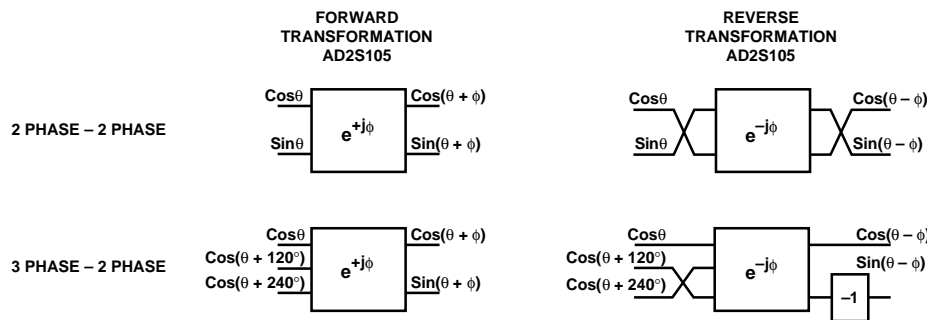 FORWARD
TRANSFORMATION
AD2S105
REVERSE
TRANSFORMATION
AD2S105
2 PHASE – 2 PHASE
Cosθ
Sinθ
e+jϕ
Cos(θ + ϕ)
Sin(θ + ϕ)
Cosθ
Sinθ
e–jϕ
Cos(θ – ϕ)
Sin(θ – ϕ)
3 PHASE – 2 PHASE
Cosθ
Cos(θ + 120°)
Cos(θ + 240°)
e+jϕ
Cos(θ + ϕ)
Sin(θ + ϕ)
Cosθ
Cos(θ + 120°)
Cos(θ + 240°)
e–jϕ
Cos(θ – ϕ)
Sin(θ – ϕ)
–1